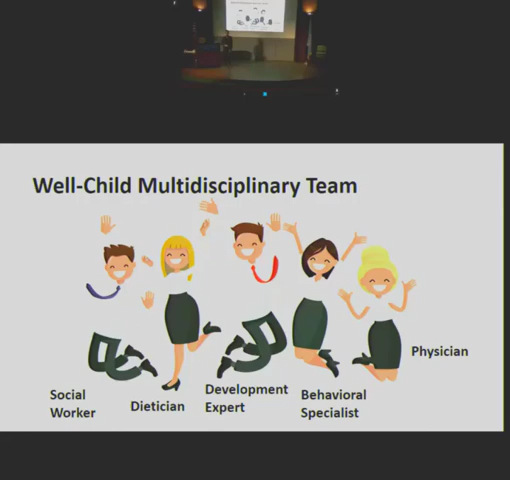 Well-Child Multidisciplinary Team
Physician
Social
Worker
Dietician
Development
Expert
Behavioral
Specialist